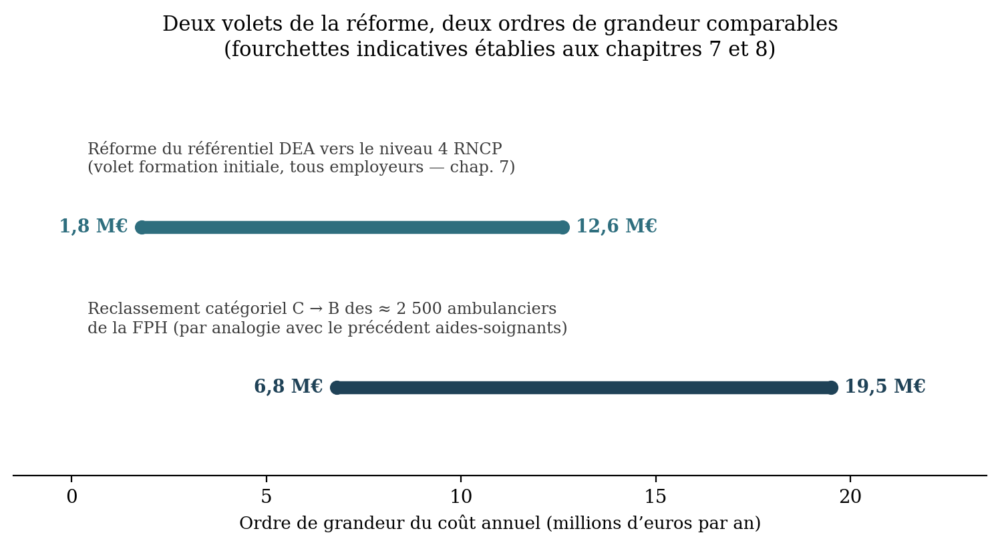 Deux volets de la réforme, deux ordres de grandeur comparables
(fourchettes indicatives établies aux chapitres 7 et 8)
Réforme du référentiel DEA vers le niveau 4 RNCP
(volet formation initiale, tous employeurs — chap. 7)
1,8 M€ 12,6 M€
Reclassement catégoriel C → B des ≈ 2 500 ambulanciers
de la FPH (par analogie avec le précédent aides-soignants)
6,8 M€ 19,5 M€
0 5 10 15 20
Ordre de grandeur du coût annuel (millions d’euros par an)